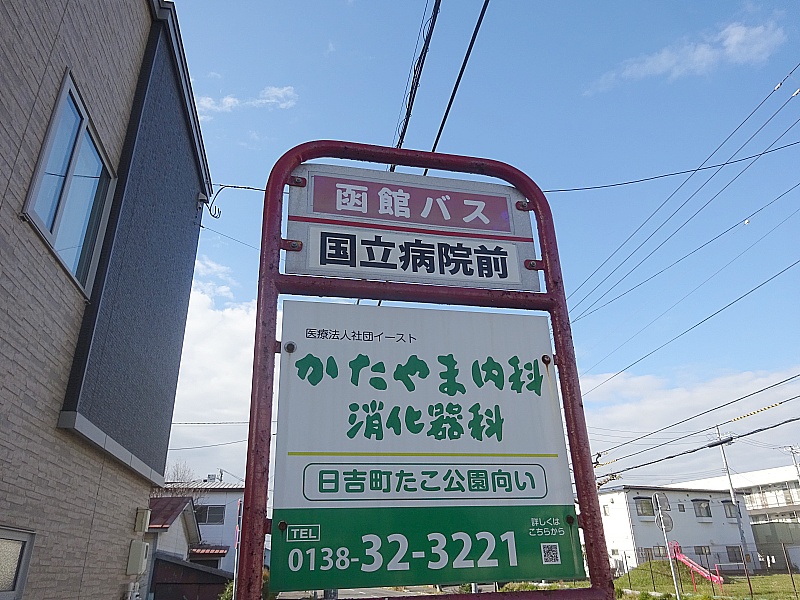 函館バス
国立病院前
医療法人社団イースト
かたやま内科
消化器科
日吉町たこ公園向い
TEL
0138-32-3221
詳しくは
こちらから